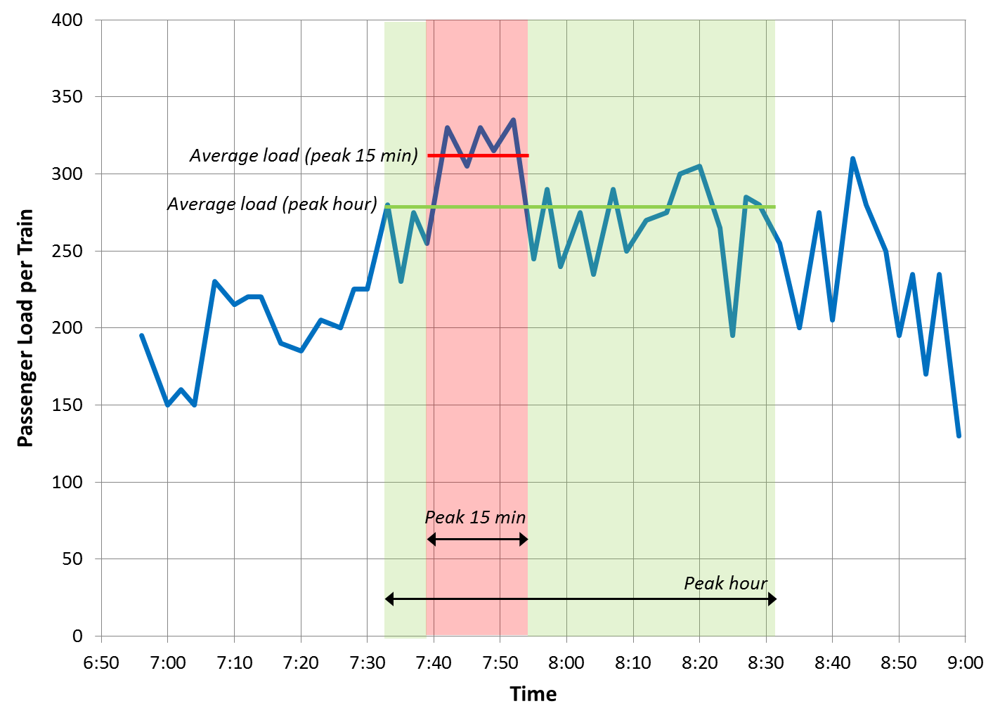 400
350
Average load (peak 15 min)
300
Average load (peak hour)
250
Passenger Load per Train
200
150
100
Peak 15 min
50
Peak hour
0
6:50 7:00 7:10 7:20 7:30 7:40 7:50 8:00 8:10 8:20 8:30 8:40 8:50 9:00
Time